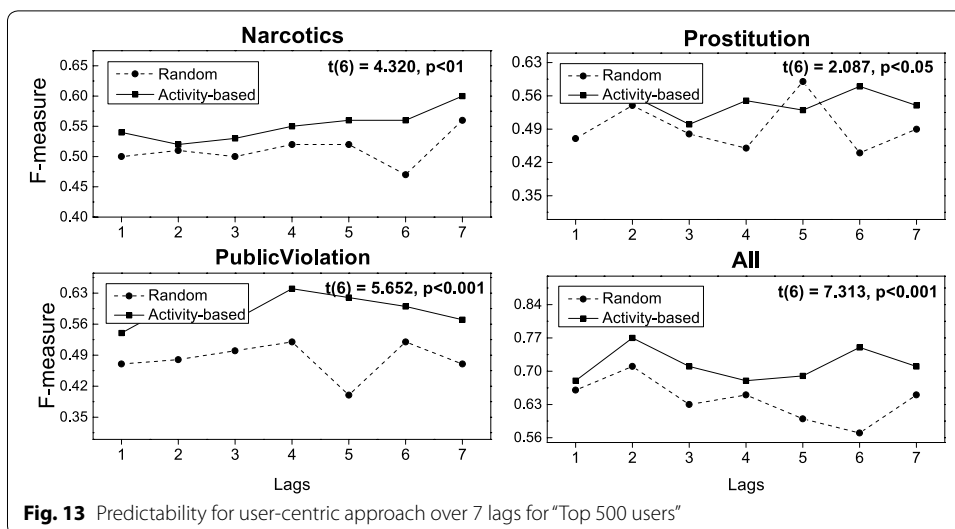 Narcotics
t(6) = 4.320, p<01
Random
Activity-based
F-measure
0.65
0.60
0.55
0.50
0.45
0.40
1 2 3 4 5 6 7
Prostitution
t(6) = 2.087, p<0.05
Random
Activity-based
0.63
0.56
0.49
0.42
0.35
1 2 3 4 5 6 7
PublicViolation
t(6) = 5.652, p<0.001
Random
Activity-based
F-measure
0.63
0.56
0.49
0.42
0.35
1 2 3 4 5 6 7
Lags
All
t(6) = 7.313, p<0.001
Random
Activity-based
0.84
0.77
0.70
0.63
0.56
1 2 3 4 5 6 7
Lags
Fig. 13 Predictability for user-centric approach over 7 lags for “Top 500 users”